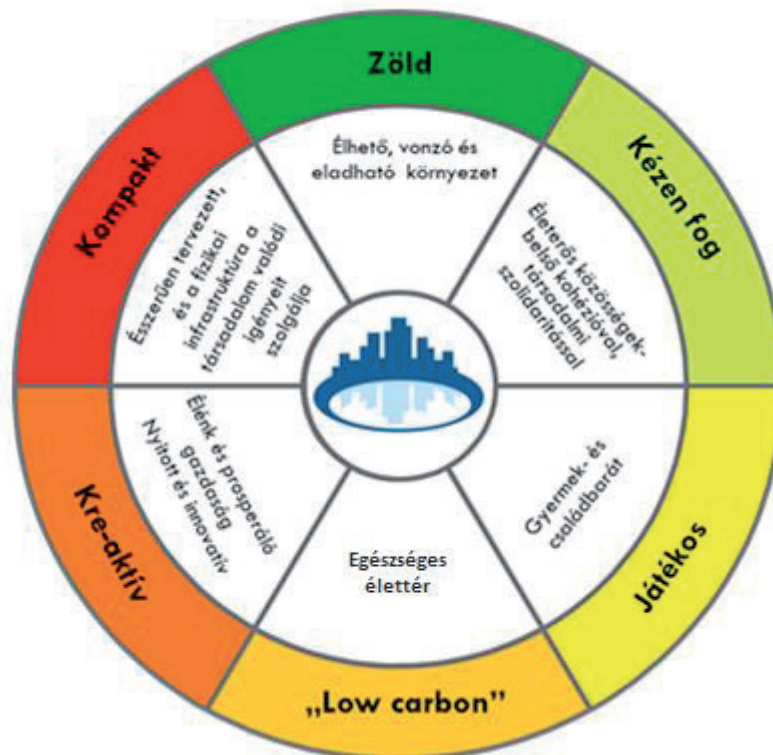 Zöld
Élhető, vonzó és
eladható környezet
Kézen fog
Életerős közösségek-
belső kohézióval,
társadalmi
szolidaritással
Játékos
Gyermek- és
családbarát
„Low carbon”
Egészséges
élettér
Kre-aktív
Élénk és prosperáló
gazdaság
Nyitott és innovatív
Kompakt
Ésszerűen tervezett,
és a fizikai
infrastruktúra a
társadalom valódi
igényeit
szolgálja